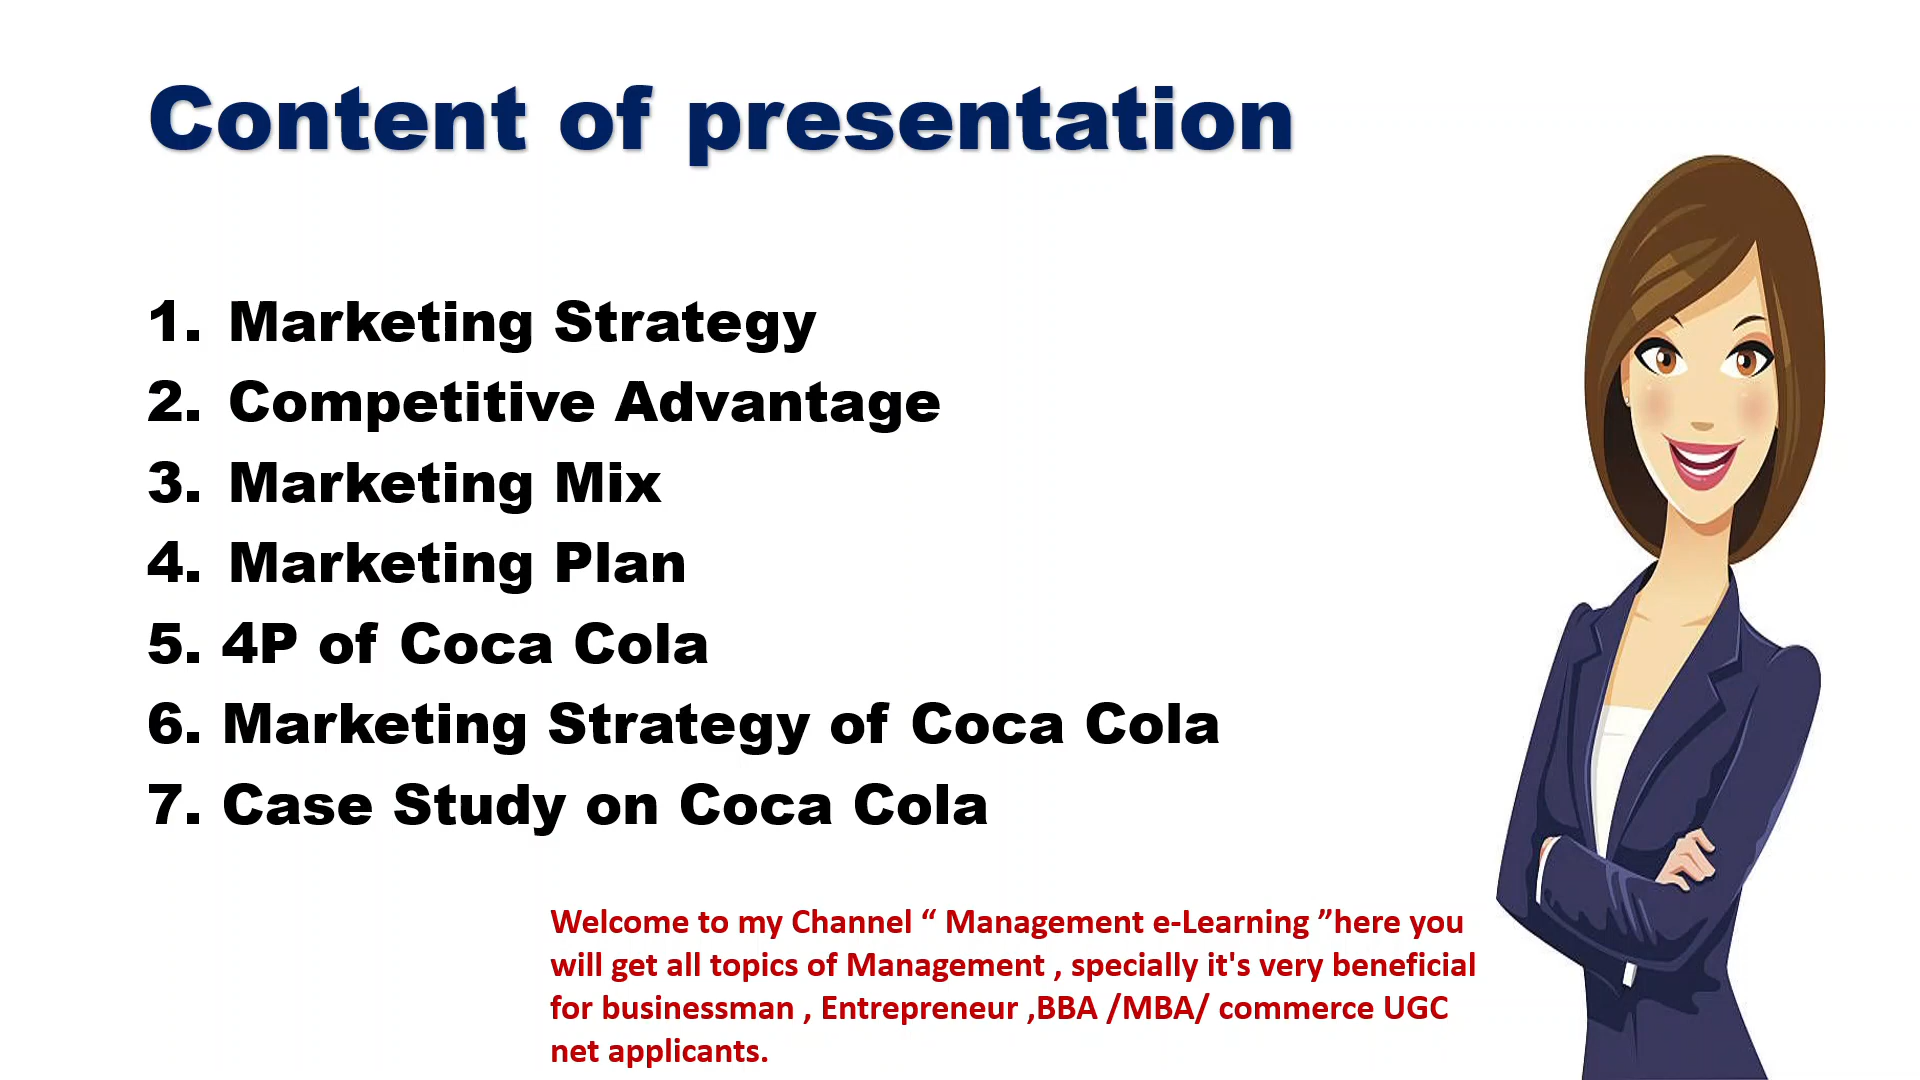 Content of presentation
1. Marketing Strategy
2. Competitive Advantage
3. Marketing Mix
4. Marketing Plan
5. 4P of Coca Cola
6. Marketing Strategy of Coca Cola
7. Case Study on Coca Cola
Welcome to my Channel “ Management e-Learning ”here you
will get all topics of Management , specially it's very beneficial
for businessman , Entrepreneur ,BBA /MBA/ commerce UGC
net applicants.